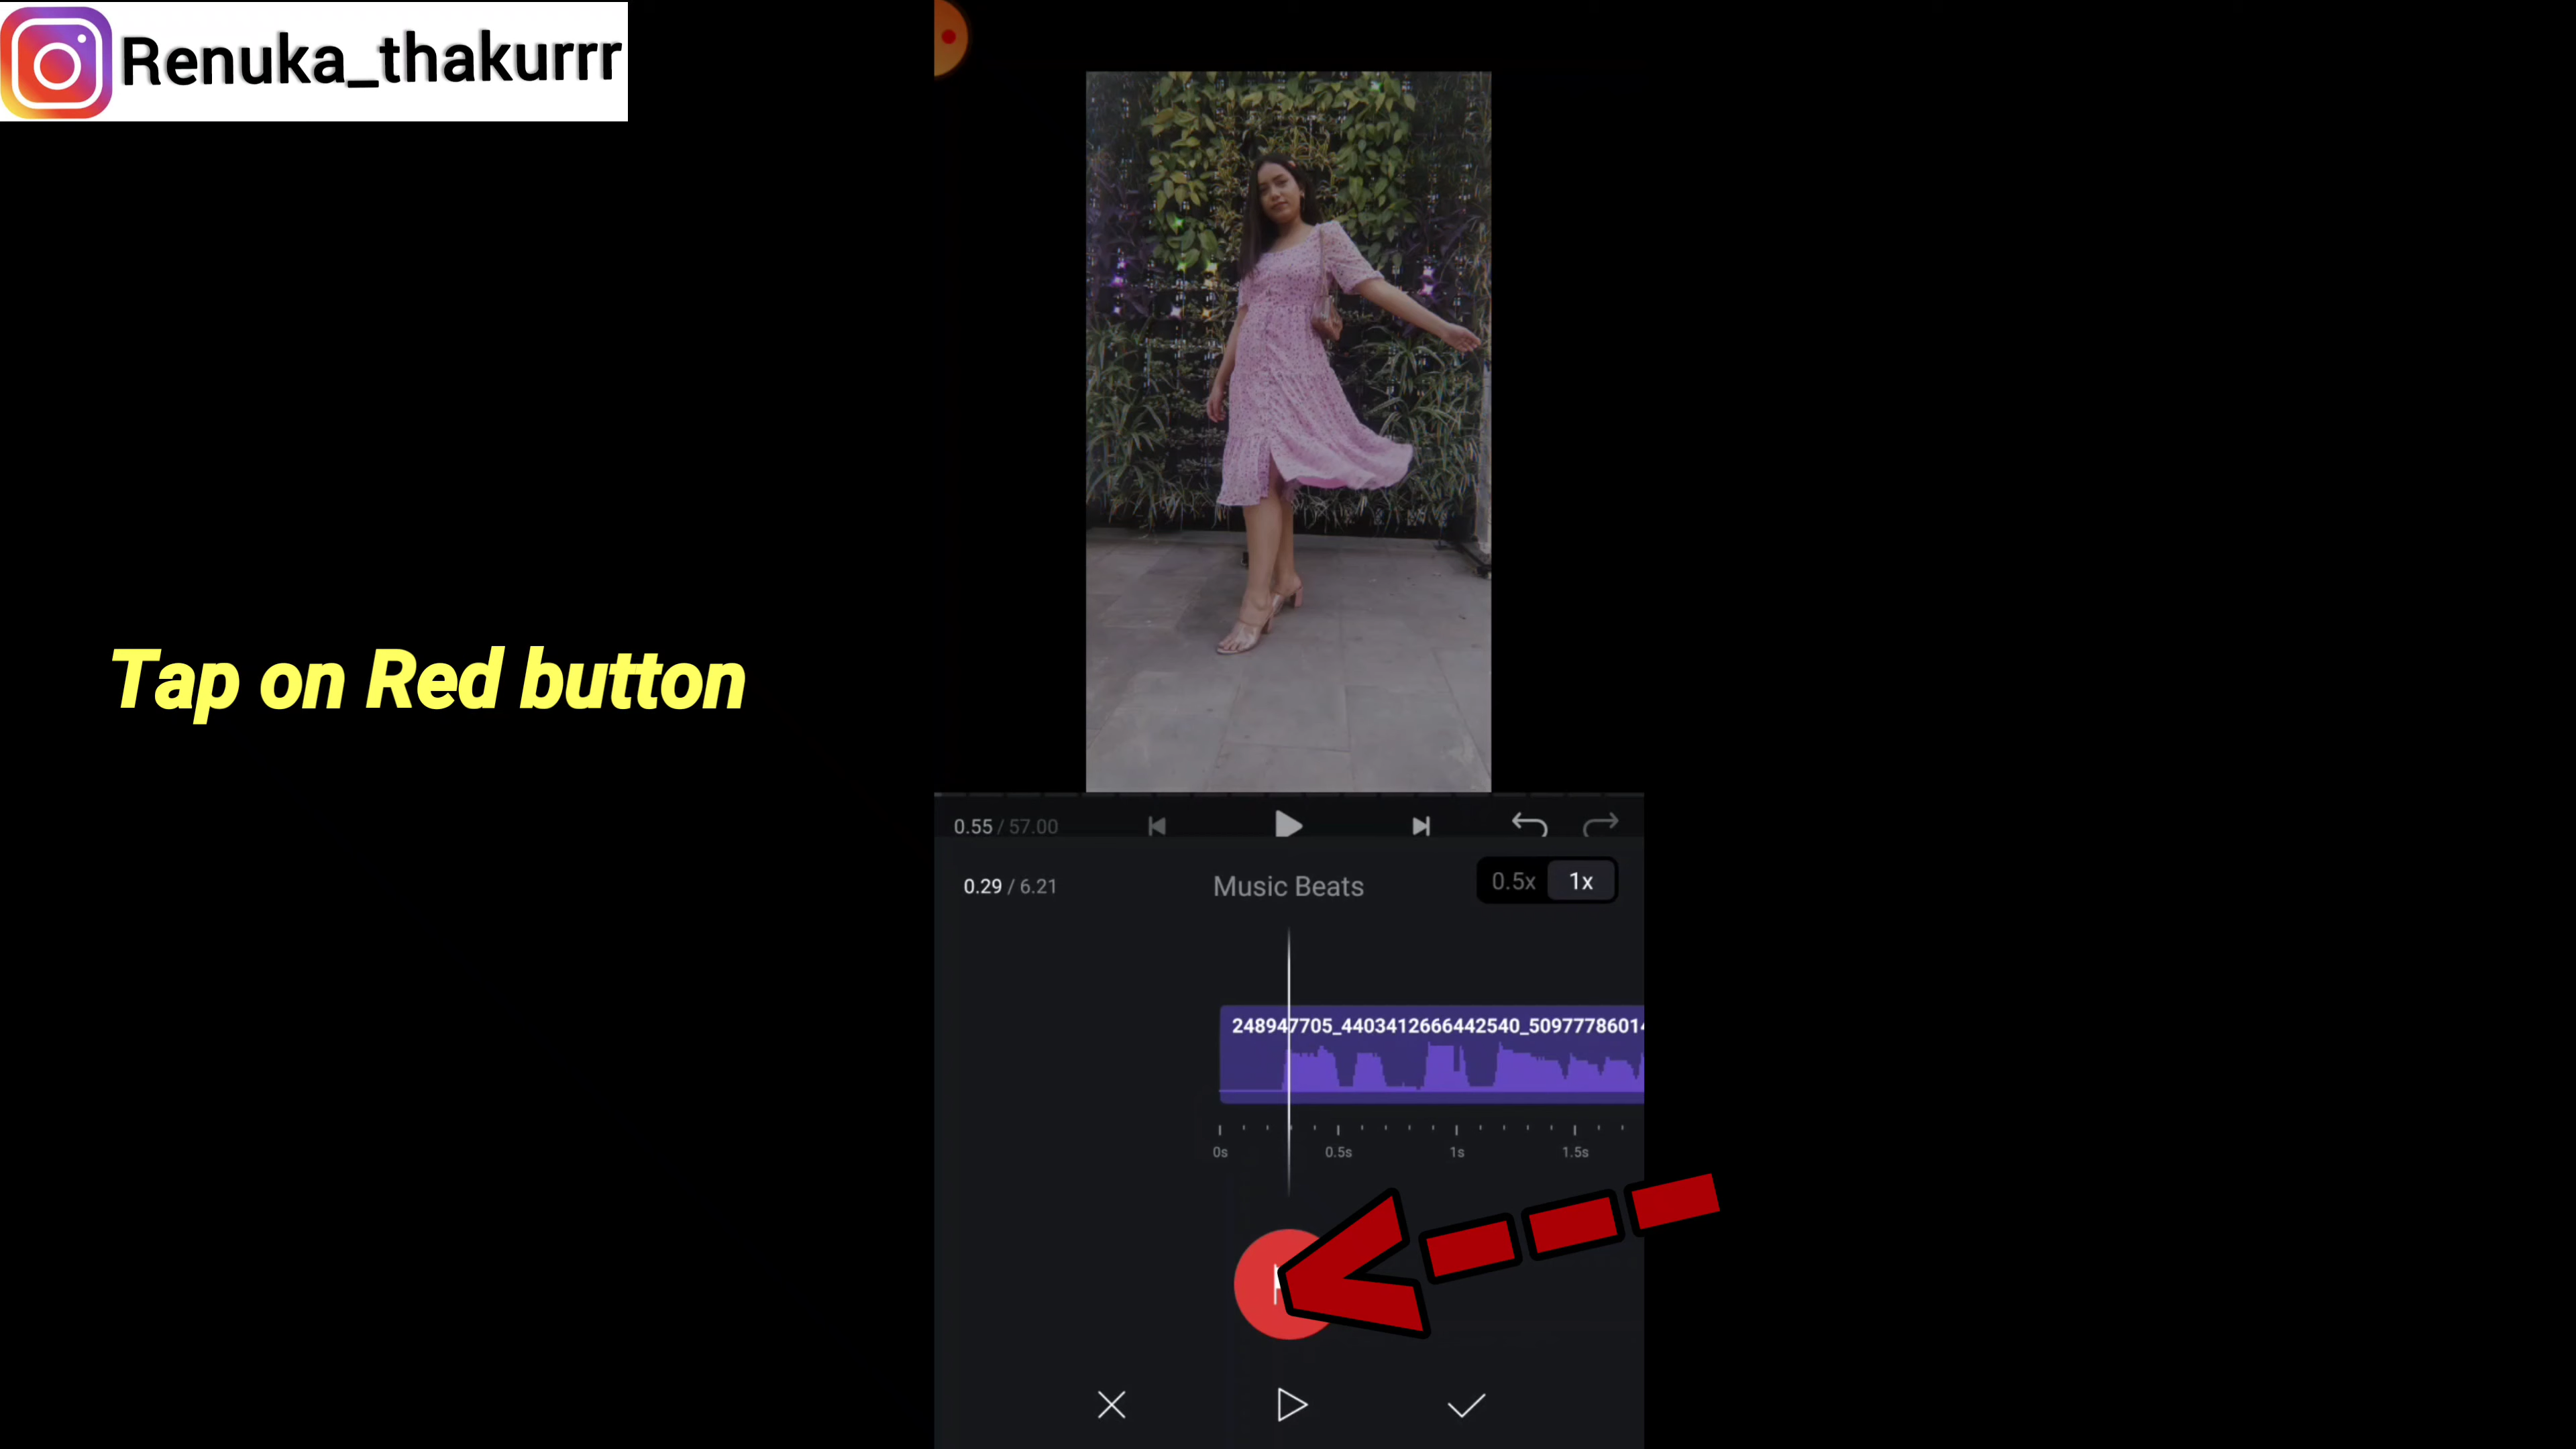 Renuka_thakurrr
Tap on Red button
0.55 / 57.00
0.29 / 6.21
Music Beats
0.5x
1x
248947705_4403412666442540_5097778601
0s
0.5s
1s
1.5s